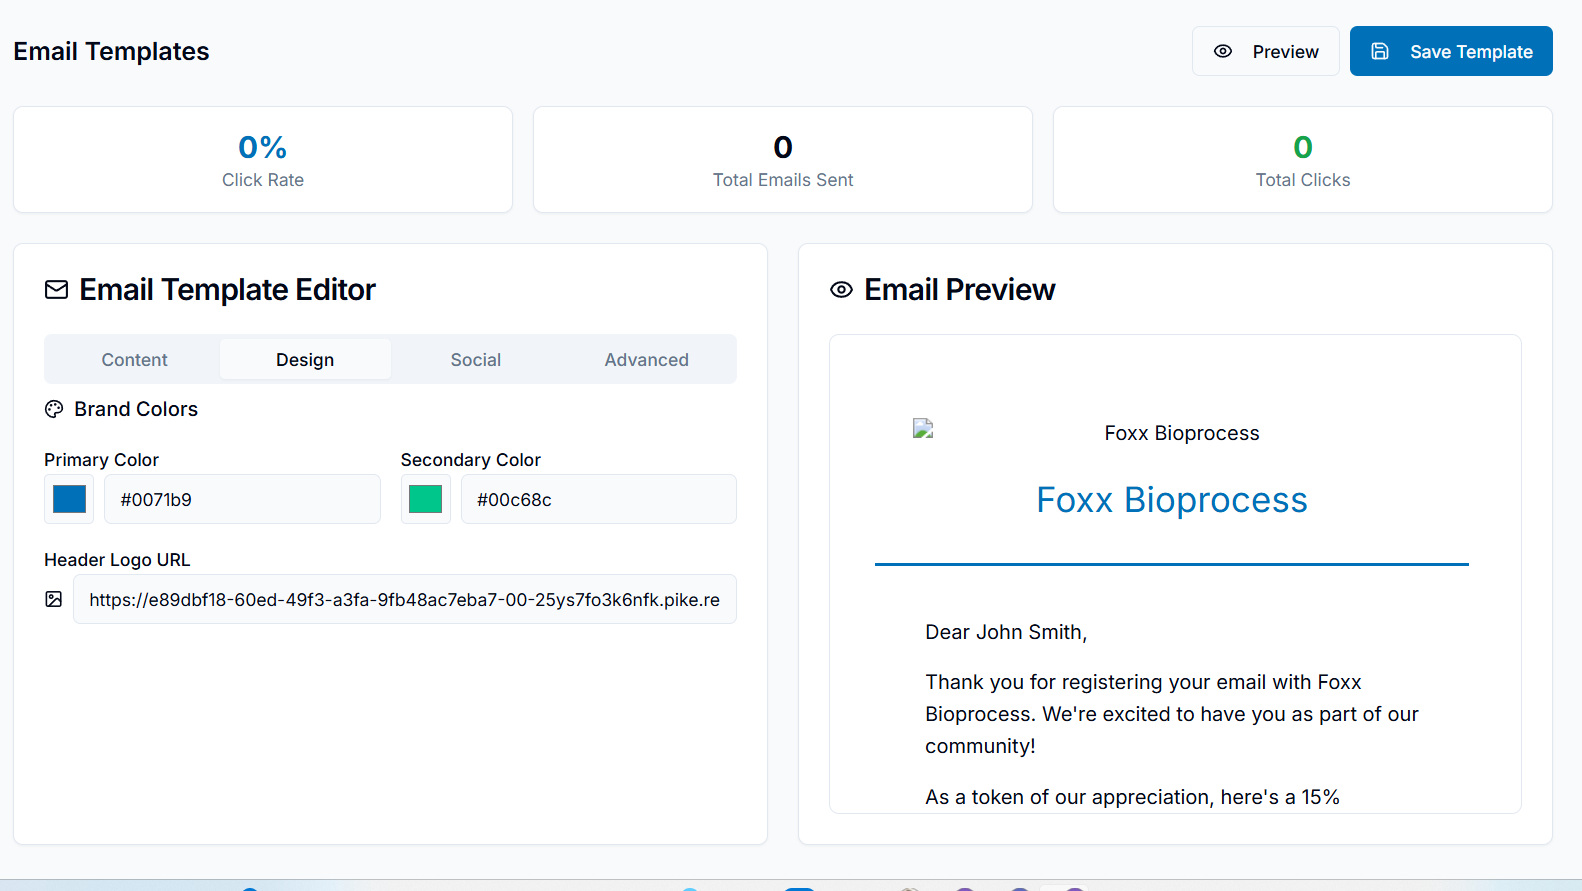 Email Templates
Preview
Save Template
0%
Click Rate
0
Total Emails Sent
0
Total Clicks
Email Template Editor
Content
Design
Social
Advanced
Brand Colors
Primary Color
Secondary Color
#0071b9
#00c68c
Header Logo URL
https://e89dbf18-60ed-49f3-a3fa-9fb48ac7eba7-00-25ys7fo3k6nfk.pike.re
Email Preview
Foxx Bioprocess
Foxx Bioprocess
Dear John Smith,
Thank you for registering your email with Foxx
Bioprocess. We're excited to have you as part of our
community!
As a token of our appreciation, here's a 15%